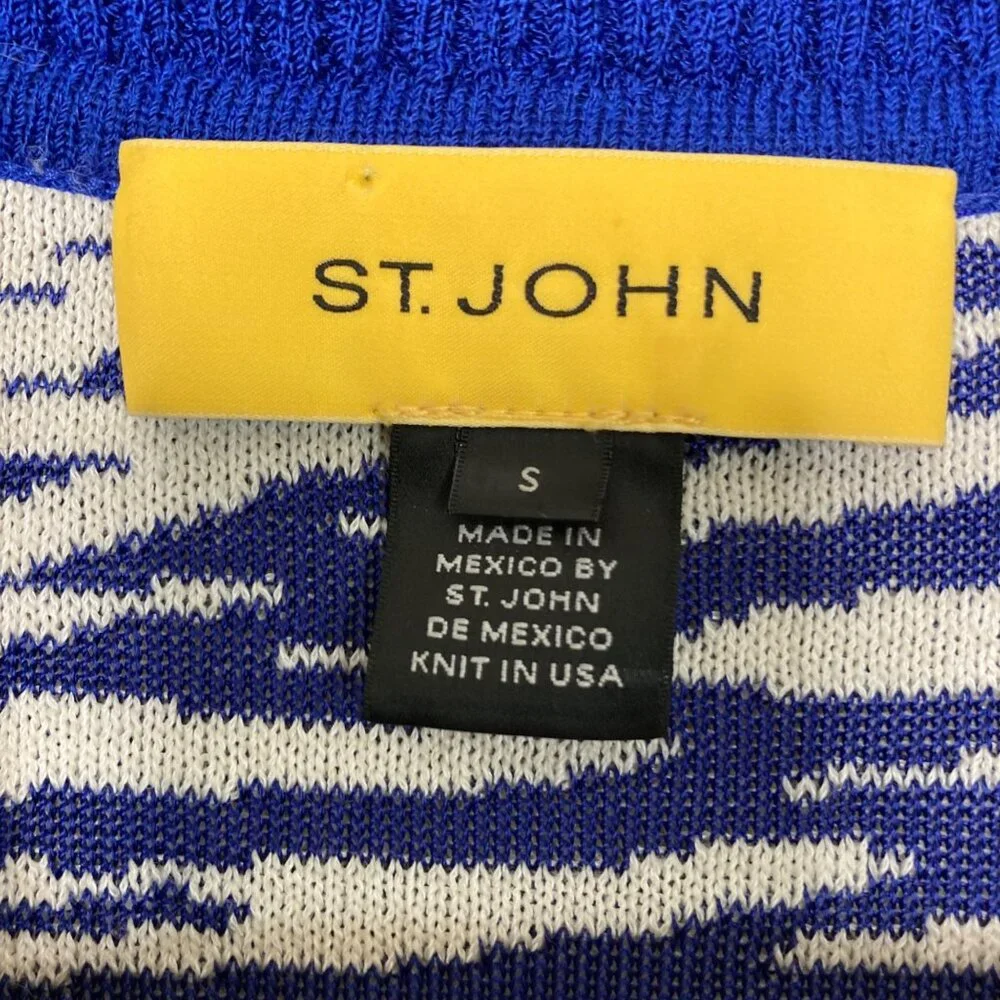 ST. JOHN
S
MADE IN
MEXICO BY
ST. JOHN
DE MEXICO
KNIT IN USA